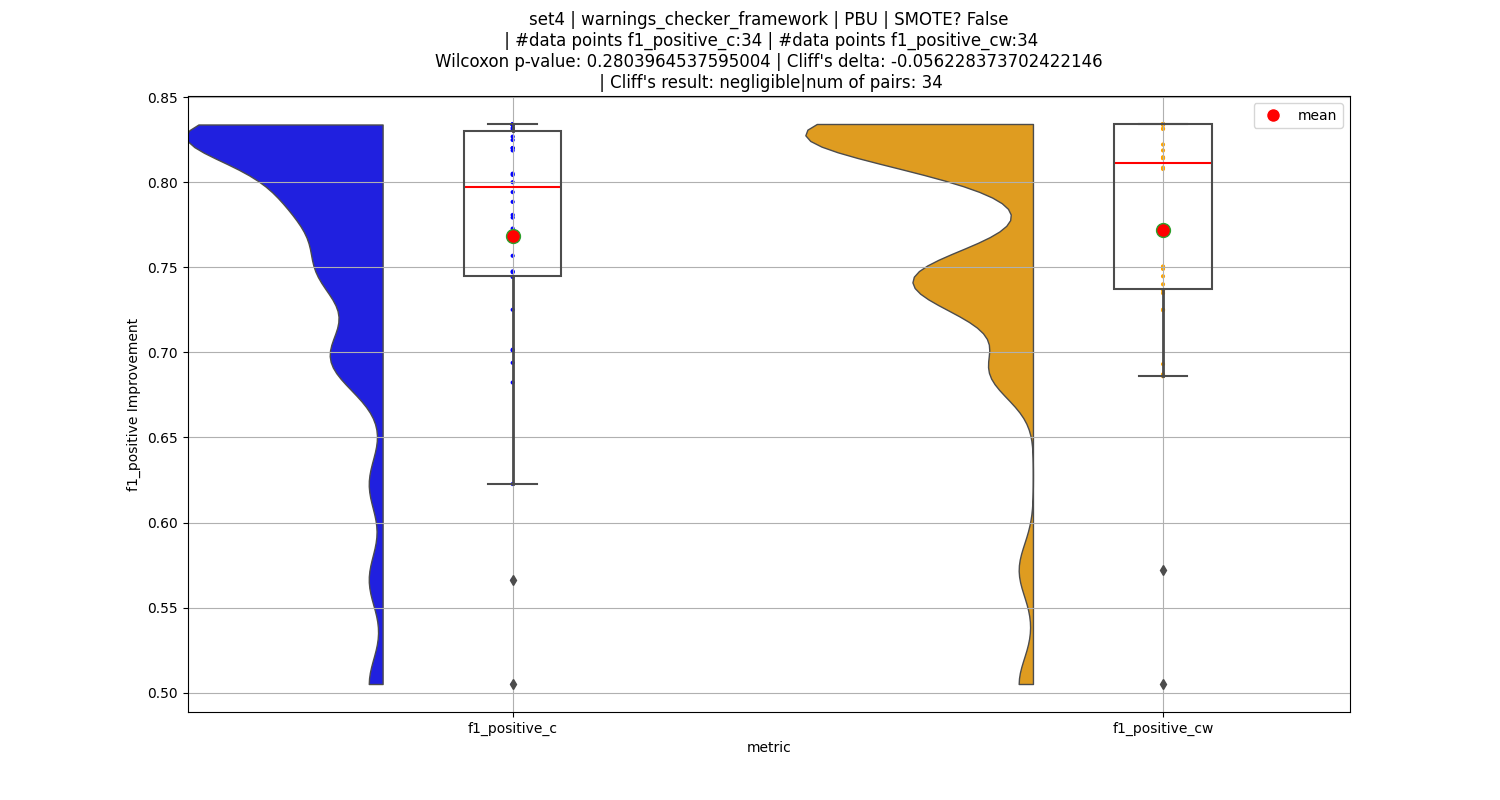 set4 | warnings_checker_framework | PBU | SMOTE? False
| #data points f1_positive_c:34 | #data points f1_positive_cw:34
Wilcoxon p-value: 0.2803964537595004 | Cliff's delta: -0.056228373702422146
| Cliff's result: negligible|num of pairs: 34
mean
f1_positive Improvement
0.85
0.80
0.75
0.70
0.65
0.60
0.55
0.50
f1_positive_c
f1_positive_cw
metric